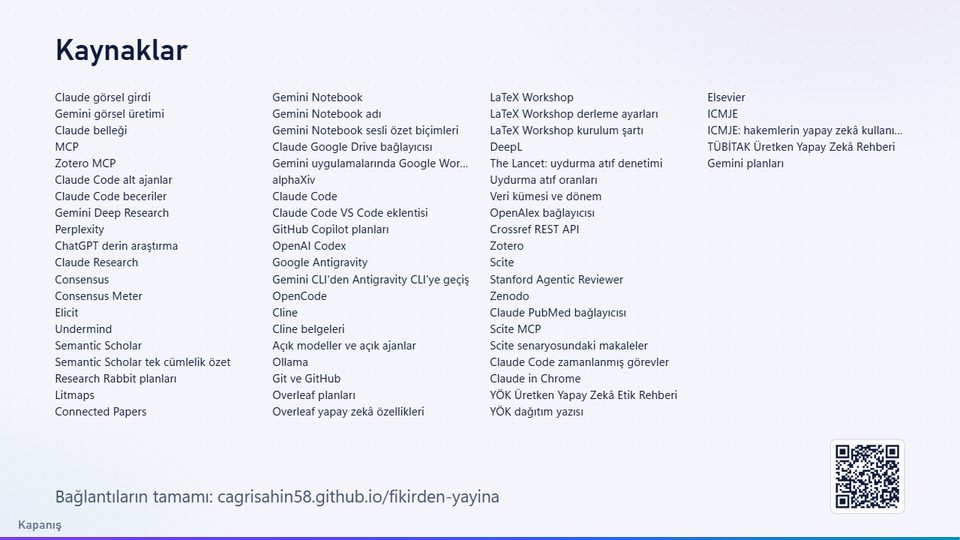 Kaynaklar
Claude görsel girdi
Gemini görsel üretimi
Claude belleği
MCP
Zotero MCP
Claude Code alt ajanlar
Claude Code beceriler
Gemini Deep Research
Perplexity
ChatGPT derin araştırma
Claude Research
Consensus
Consensus Meter
Elicit
Undermind
Semantic Scholar
Semantic Scholar tek cümlelik özet
Research Rabbit planları
Litmaps
Connected Papers
Gemini Notebook
Gemini Notebook adı
Gemini Notebook sesli özet biçimleri
Claude Google Drive bağlayıcısı
Gemini uygulamalarında Google Wor...
alphaXiv
Claude Code
Claude Code VS Code eklentisi
GitHub Copilot planları
OpenAI Codex
Google Antigravity
Gemini CLI'den Antigravity CLI'ye geçiş
OpenCode
Cline
Cline belgeleri
Açık modeller ve açık ajanlar
Ollama
Git ve GitHub
Overleaf planları
Overleaf yapay zekâ özellikleri
LaTeX Workshop
LaTeX Workshop derleme ayarları
LaTeX Workshop kurulum şartı
DeepL
The Lancet: uydurma atıf denetimi
Uydurma atıf oranları
Veri kümesi ve dönem
OpenAlex bağlayıcısı
Crossref REST API
Zotero
Scite
Stanford Agentic Reviewer
Zenodo
Claude PubMed bağlayıcısı
Scite MCP
Scite senaryosundaki makaleler
Claude Code zamanlanmış görevler
Claude in Chrome
YÖK Üretken Yapay Zekâ Etik Rehberi
YÖK dağıtım yazısı
Elsevier
ICMJE
ICMJE: hakemlerin yapay zekâ kullanı...
TÜBİTAK Üretken Yapay Zekâ Rehberi
Gemini planları
Bağlantıların tamamı: cagrisahin58.github.io/fikirden-yayina
Kapanış